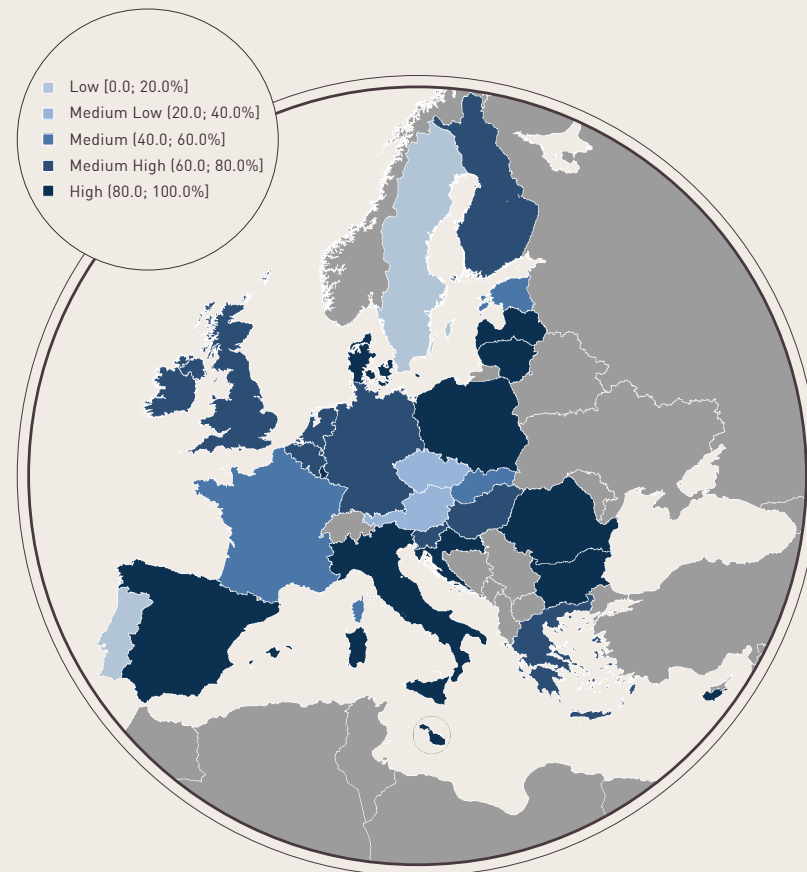 Low [0.0; 20.0%]
Medium Low (20.0; 40.0%]
Medium (40.0; 60.0%]
Medium High (60.0; 80.0%]
High (80.0; 100.0%]